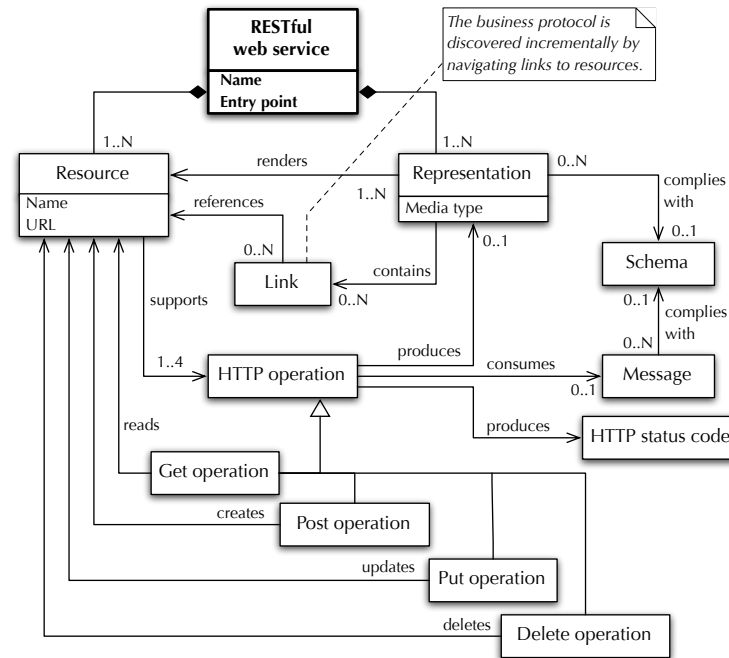 RESTful
web service
Name
Entry point
The business protocol is
discovered incrementally by
navigating links to resources.
1..N
1..N
Resource
Name
URL
renders
1..N
Representation
Media type
0..N
complies
with
0..1
references
0..N
Link
contains
0..N
0..1
Schema
0..1
complies
with
0..N
supports
1..4
HTTP operation
produces
consumes
0..1
Message
produces
HTTP status code
reads
Get operation
creates
Post operation
updates
Put operation
deletes
Delete operation